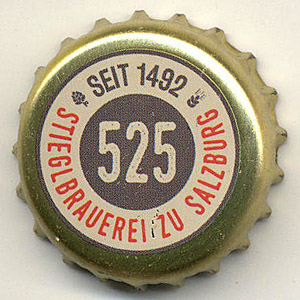 SEIT 1492
525
STIEGLBRAUEREI ZU SALZBURG